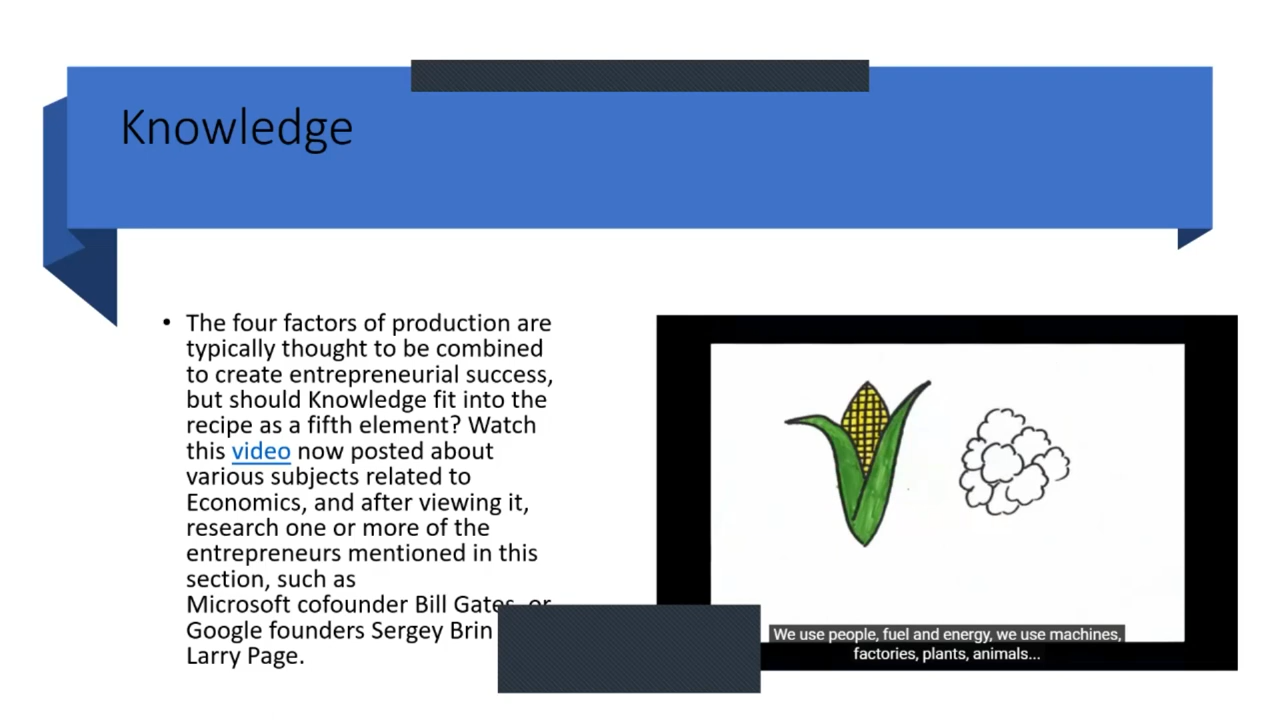 Knowledge
• The four factors of production are
typically thought to be combined
to create entrepreneurial success,
but should Knowledge fit into the
recipe as a fifth element? Watch
this video now posted about
various subjects related to
Economics, and after viewing it,
research one or more of the
entrepreneurs mentioned in this
section, such as
Microsoft cofounder Bill Gates, or
Google founders Sergey Brin
Larry Page.
We use people, fuel and energy, we use machines,
factories, plants, animals...